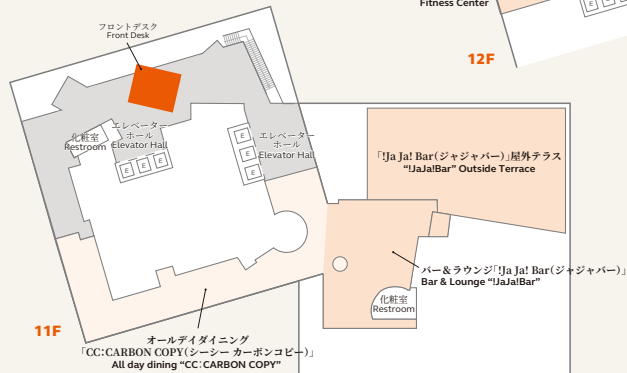 Fitness Center
12F
フロントデスク
Front Desk
化粧室
Restroom
エレベーター
ホール
Elevator Hall
E E E
E
E
E
エレベーター
ホール
Elevator Hall
「!Ja Ja! Bar(ジャジャバー)」屋外テラス
“!JaJa!Bar” Outside Terrace
バー&ラウンジ「!Ja Ja! Bar(ジャジャバー)」
Bar & Lounge “!JaJa!Bar”
化粧室
Restroom
11F
オールデイダイニング
「CC:CARBON COPY(シーシー カーボンコピー)」
All day dining “CC:CARBON COPY”